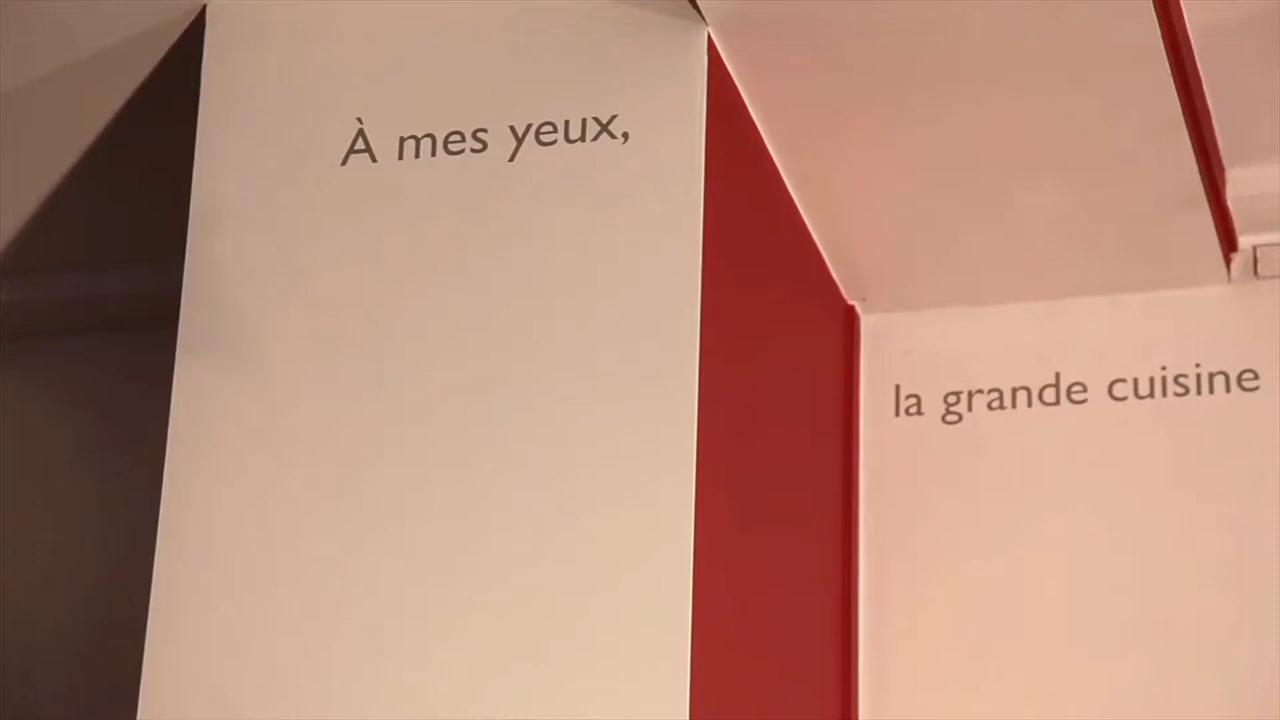 À mes yeux,
la grande cuisine